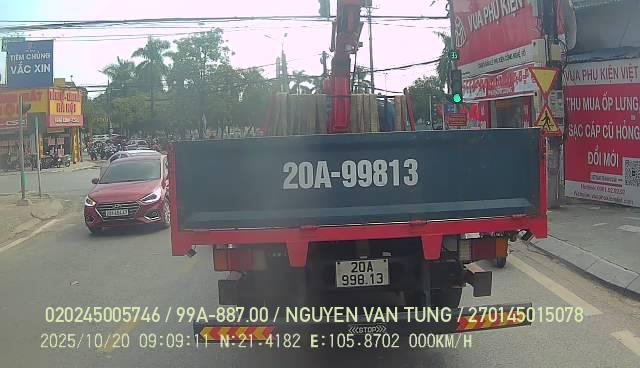 TIÊM CHỦNG
VẮC XIN
VUA PHỤ KIỆN
VUA PHỤ KIỆN VIỆT
THU MUA ỐP LƯNG
SẠC CÁP CŨ HỎNG
ĐỔI MỚI
20A-99813
20A
998.13
STOP
020245005746 / 99A-887.00 / NGUYEN VAN TUNG / 270145015078
2025/10/20 09:09:11 N:21.4182 E:105.8702 000KM/H